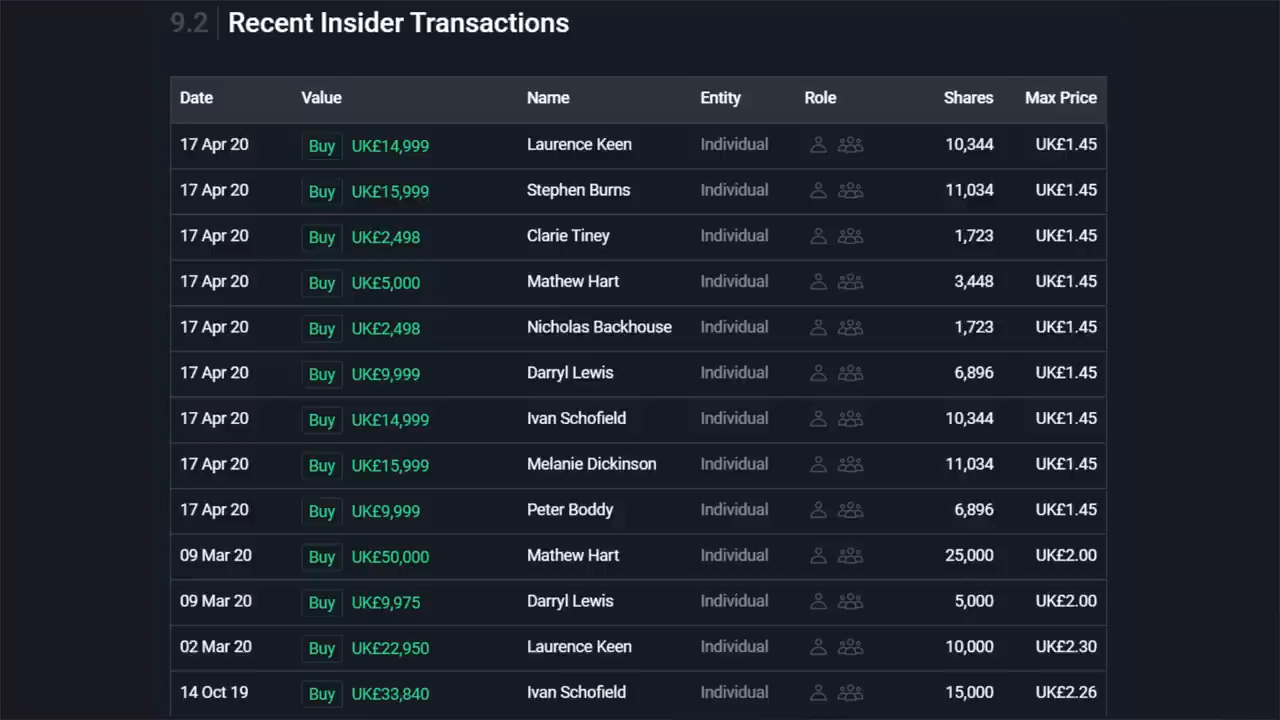 9.2 Recent Insider Transactions
Date Value Name Entity Role Shares Max Price
17 Apr 20 Buy UK£14,999 Laurence Keen Individual 10,344 UK£1.45
17 Apr 20 Buy UK£15,999 Stephen Burns Individual 11,034 UK£1.45
17 Apr 20 Buy UK£2,498 Clarie Tiney Individual 1,723 UK£1.45
17 Apr 20 Buy UK£5,000 Mathew Hart Individual 3,448 UK£1.45
17 Apr 20 Buy UK£2,498 Nicholas Backhouse Individual 1,723 UK£1.45
17 Apr 20 Buy UK£9,999 Darryl Lewis Individual 6,896 UK£1.45
17 Apr 20 Buy UK£14,999 Ivan Schofield Individual 10,344 UK£1.45
17 Apr 20 Buy UK£15,999 Melanie Dickinson Individual 11,034 UK£1.45
17 Apr 20 Buy UK£9,999 Peter Boddy Individual 6,896 UK£1.45
09 Mar 20 Buy UK£50,000 Mathew Hart Individual 25,000 UK£2.00
09 Mar 20 Buy UK£9,975 Darryl Lewis Individual 5,000 UK£2.00
02 Mar 20 Buy UK£22,950 Laurence Keen Individual 10,000 UK£2.30
14 Oct 19 Buy UK£33,840 Ivan Schofield Individual 15,000 UK£2.26